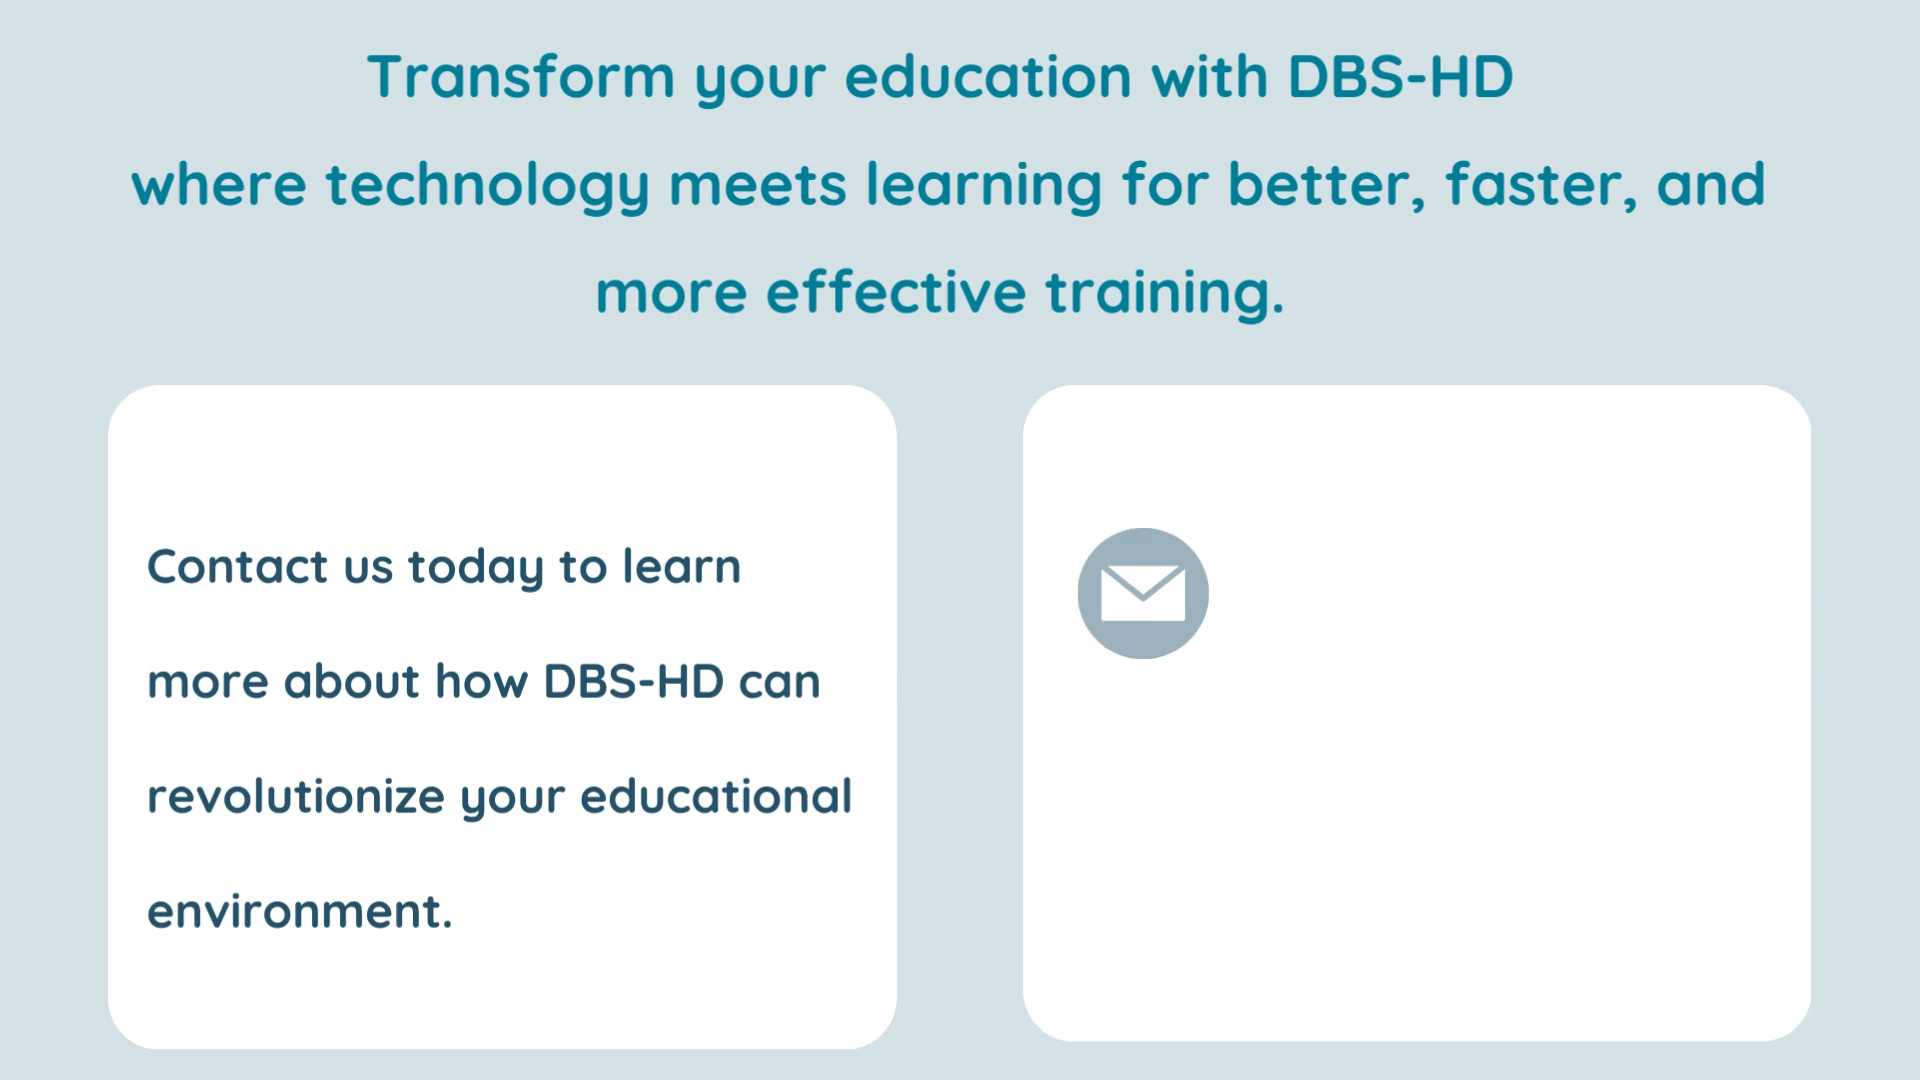 Transform your education with DBS-HD
where technology meets learning for better, faster, and
more effective training.
Contact us today to learn
more about how DBS-HD can
revolutionize your educational
environment.